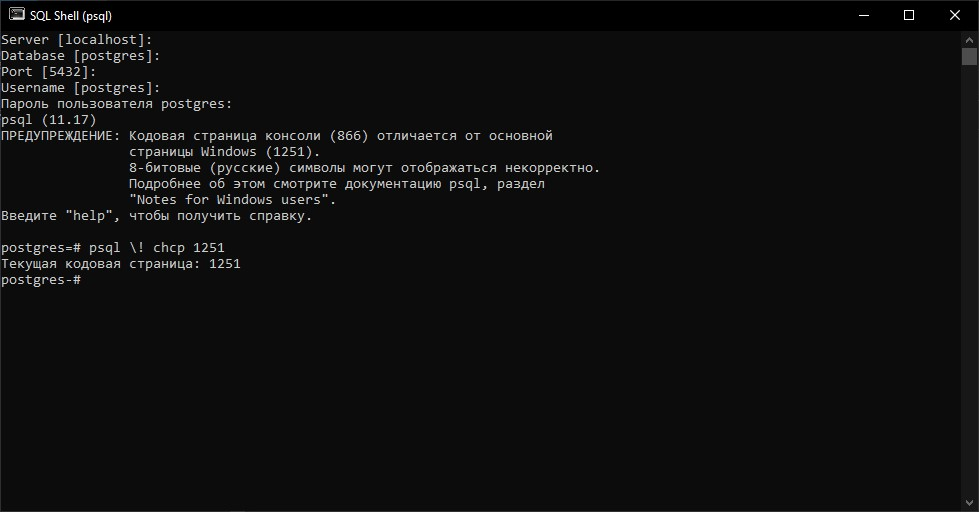 SQL Shell (psql)
Server [localhost]:
Database [postgres]:
Port [5432]:
Username [postgres]:
Пароль пользователя postgres:
psql (11.17)
ПРЕДУПРЕЖДЕНИЕ: Кодовая страница консоли (866) отличается от основной
страницы Windows (1251).
8-битовые (русские) символы могут отображаться некорректно.
Подробнее об этом смотрите документацию psql, раздел
"Notes for Windows users".
Введите "help", чтобы получить справку.
postgres=# psql \! chcp 1251
Текущая кодовая страница: 1251
postgres-#